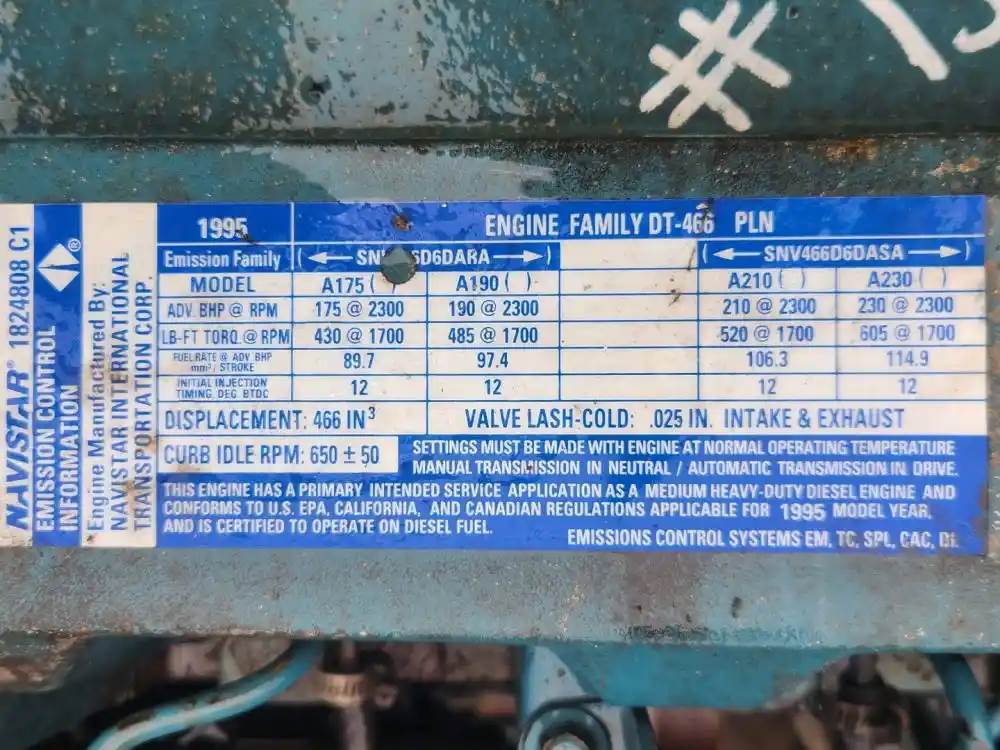 # 13
NAVISTAR® 1824808 C1
EMISSION CONTROL
INFORMATION
®
Engine Manufactured By:
NAVISTAR INTERNATIONAL
TRANSPORTATION CORP.
1995 ENGINE FAMILY DT-466 PLN
Emission Family (← SNV 6D6DARA →) (← SNV466D6DASA →)
MODEL A175 ( ) A190 ( ) A210 ( ) A230 ( )
ADV. BHP @ RPM 175 @ 2300 190 @ 2300 210 @ 2300 230 @ 2300
LB-FT TORQ @ RPM 430 @ 1700 485 @ 1700 520 @ 1700 605 @ 1700
FUEL RATE @ ADV. BHP
mm³/ STROKE 89.7 97.4 106.3 114.9
INITIAL INJECTION
TIMING, DEG. BTDC 12 12 12 12
DISPLACEMENT: 466 IN³ VALVE LASH-COLD: .025 IN. INTAKE & EXHAUST
CURB IDLE RPM: 650 ± 50
SETTINGS MUST BE MADE WITH ENGINE AT NORMAL OPERATING TEMPERATURE
MANUAL TRANSMISSION IN NEUTRAL / AUTOMATIC TRANSMISSION IN DRIVE.
THIS ENGINE HAS A PRIMARY INTENDED SERVICE APPLICATION AS A MEDIUM HEAVY-DUTY DIESEL ENGINE AND
CONFORMS TO U.S. EPA, CALIFORNIA, AND CANADIAN REGULATIONS APPLICABLE FOR 1995 MODEL YEAR,
AND IS CERTIFIED TO OPERATE ON DIESEL FUEL.
EMISSIONS CONTROL SYSTEMS EM, TC, SPL, CAC, DI.